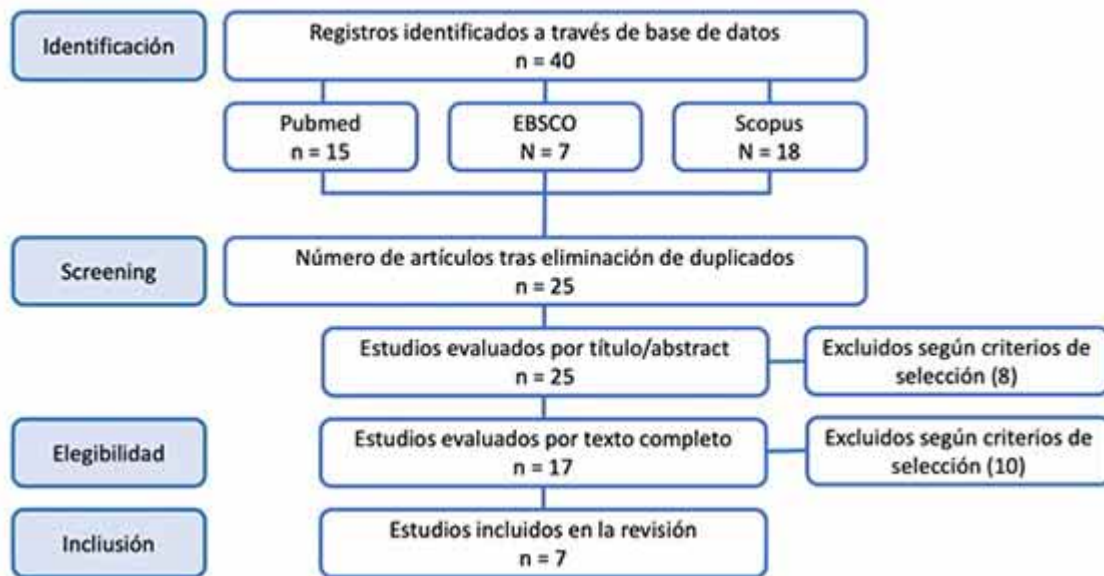 Identificación
Registros identificados a través de base de datos
n = 40
Pubmed
n = 15
EBSCO
N = 7
Scopus
N = 18
Screening
Número de artículos tras eliminación de duplicados
n = 25
Estudios evaluados por título/abstract
n = 25
Excluidos según criterios de
selección (8)
Elegibilidad
Estudios evaluados por texto completo
n = 17
Excluidos según criterios de
selección (10)
Incliusión
Estudios incluidos en la revisión
n = 7